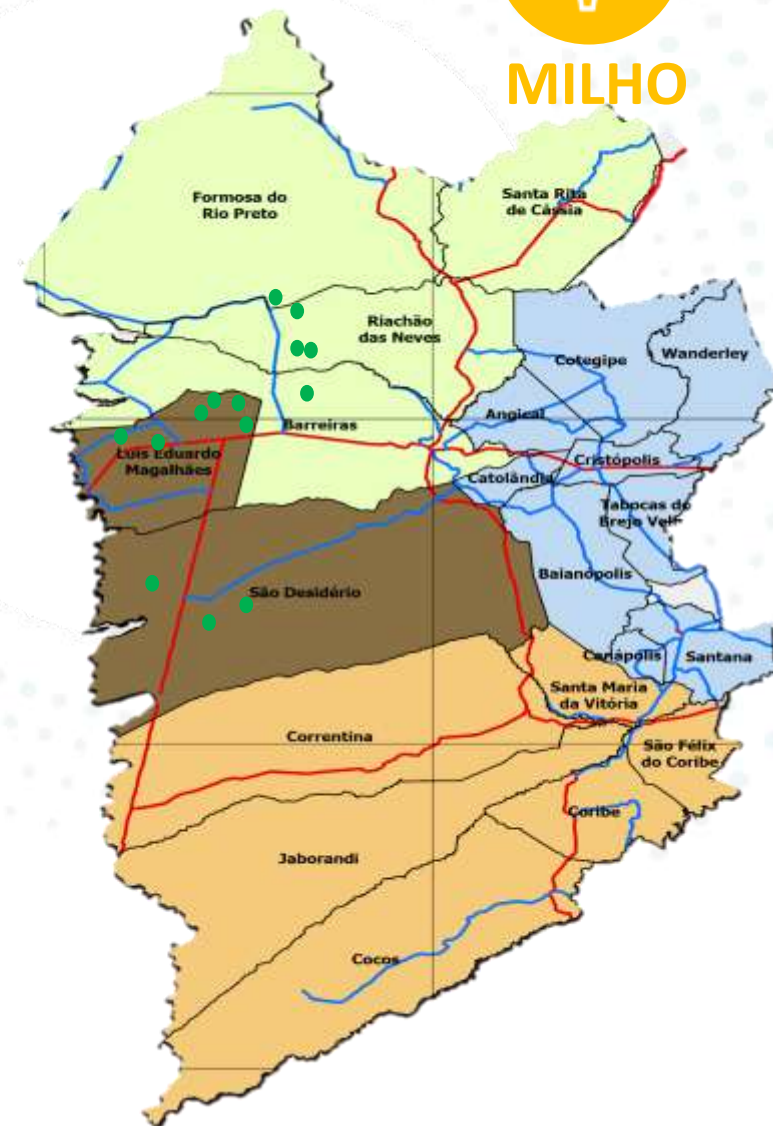 MILHO
Formosa do
Rio Preto
Santa Rita
de Cássia
Riachão
das Neves
Cotegipe
Wanderley
Angical
Barreiras
Luís Eduardo
Magalhães
Cristópolis
Catolândia
Tabocas do
Brejo Velh
Baianópolis
São Desidério
Canápolis
Santana
Santa Maria
da Vitória
Correntina
São Félix
do Coribe
Coribe
Jaborandi
Cocos